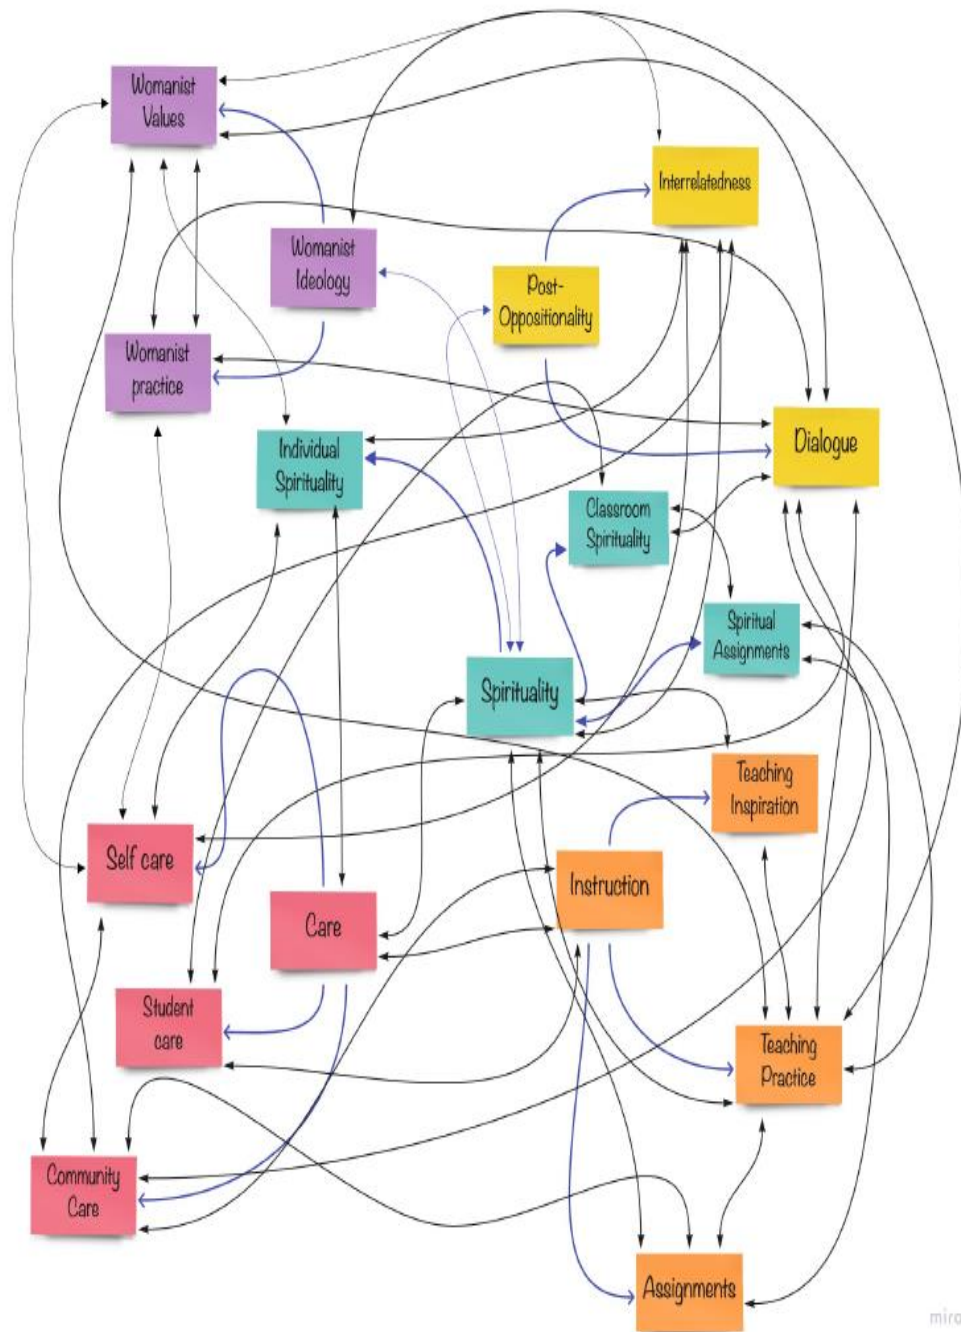 Womanist
Values
Interrelatedness
Womanist
Ideology
Post-
Oppositionality
Womanist
practice
Dialogue
Individual
Spirituality
Classroom
Spirituality
Spiritual
Assignments
Spirituality
Teaching
Inspiration
Self care
Instruction
Care
Student
care
Teaching
Practice
Community
Care
Assignments
miro